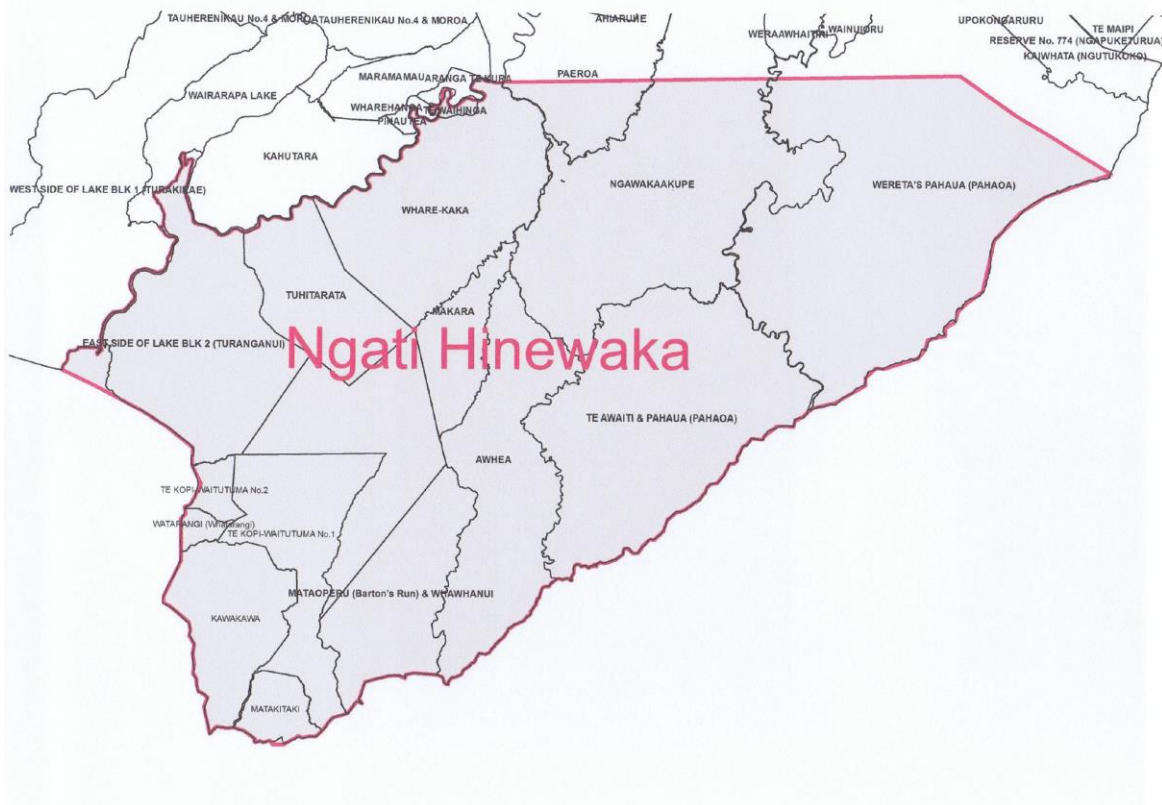 TAUHERENIKAU No.4 & MOROA
TAUHERENIKAU No.4 & MOROA
AHIARUHE
UPOKONGARURU
TE MAIPI
WERAAWHAITIRI
WAINUIORU
RESERVE No. 774 (NGAPUKETURUA)
KAIWHATA (NGUTUKOKO)
MARAMAMAU
ARANGA TE KURA
PAEROA
WAIRARAPA LAKE
WHAREHANGA
TE WAIHINGA
PIHAUTEA
KAHUTARA
WEST SIDE OF LAKE BLK 1 (TURAKIRAE)
NGAWAKAAKUPE
WERETA'S PAHAUA (PAHAOA)
WHARE-KAKA
TUHITARATA
MAKARA
EAST SIDE OF LAKE BLK 2 (TURANGANUI)
Ngati Hinewaka
TE AWAITI & PAHAUA (PAHAOA)
AWHEA
TE KOPI-WAITUTUMA No.2
WATARANGI (Whatarangi)
TE KOPI-WAITUTUMA No.1
MATAOPERU (Barton's Run) & WHAWHANUI
KAWAKAWA
MATAKITAKI